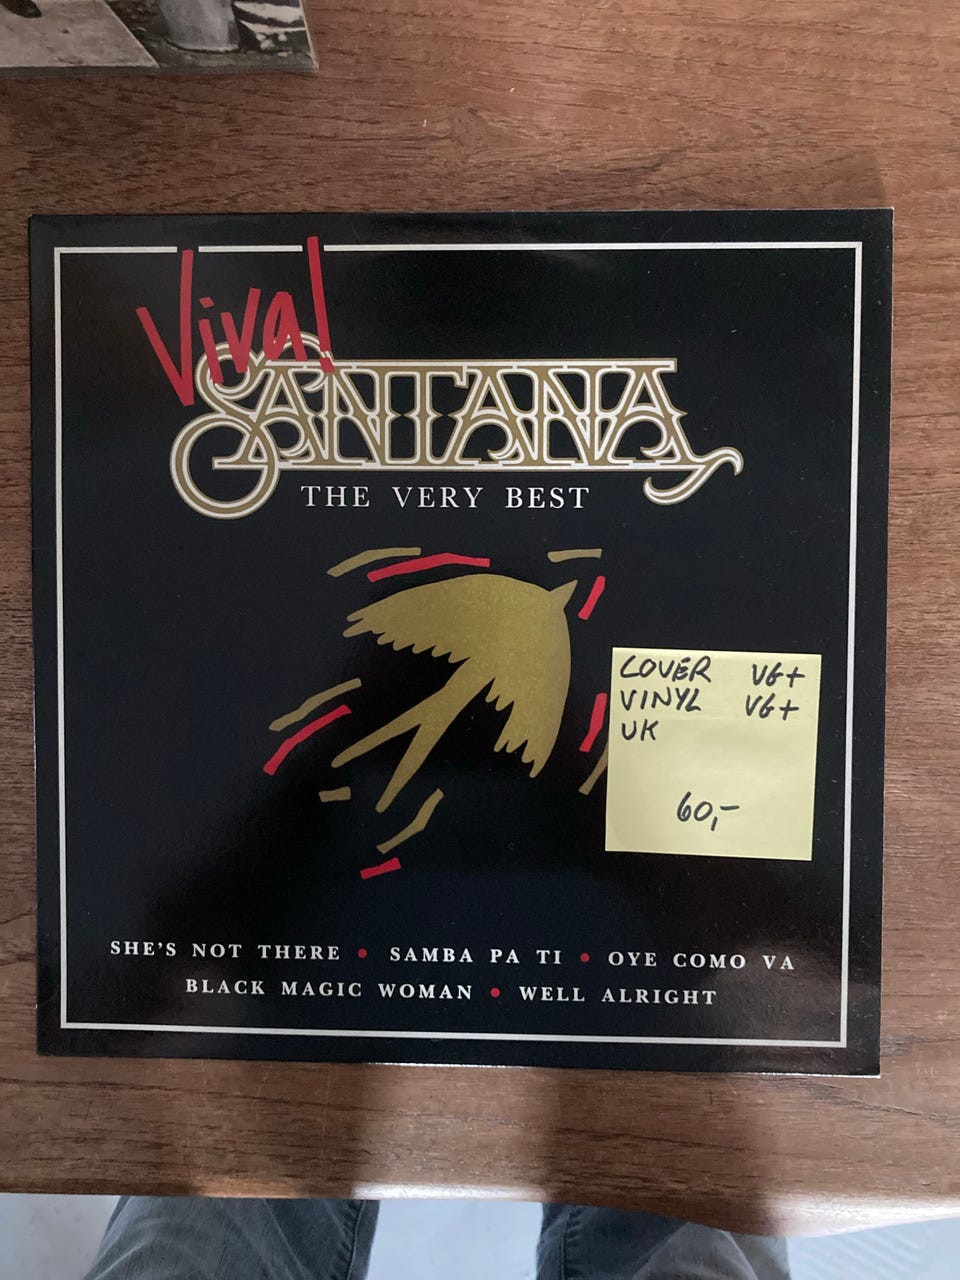 Viva!
SANTANA
THE VERY BEST
COVER VG+
VINYL VG+
UK
60,-
SHE'S NOT THERE • SAMBA PA TI • OYE COMO VA
BLACK MAGIC WOMAN • WELL ALRIGHT